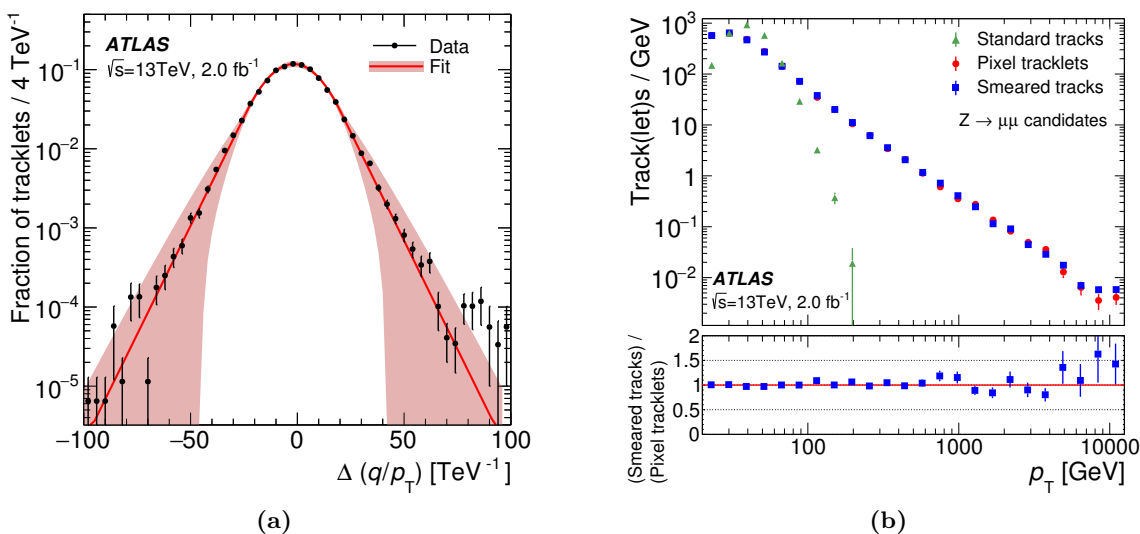 ATLAS
√s=13TeV, 2.0 fb⁻¹
Data
Fit
Fraction of tracklets / 4 TeV⁻¹
10⁻¹
10⁻²
10⁻³
10⁻⁴
10⁻⁵
−100 −50 0 50 100
Δ (q/pT) [TeV⁻¹]
(a)
Track(let)s / GeV
10³
10²
10
1
10⁻¹
10⁻²
Standard tracks
Pixel tracklets
Smeared tracks
Z → μμ candidates
ATLAS
√s=13TeV, 2.0 fb⁻¹
(Smeared tracks) /
(Pixel tracklets)
2
1.5
1
0.5
0
100 1000 10000
pT [GeV]
(b)